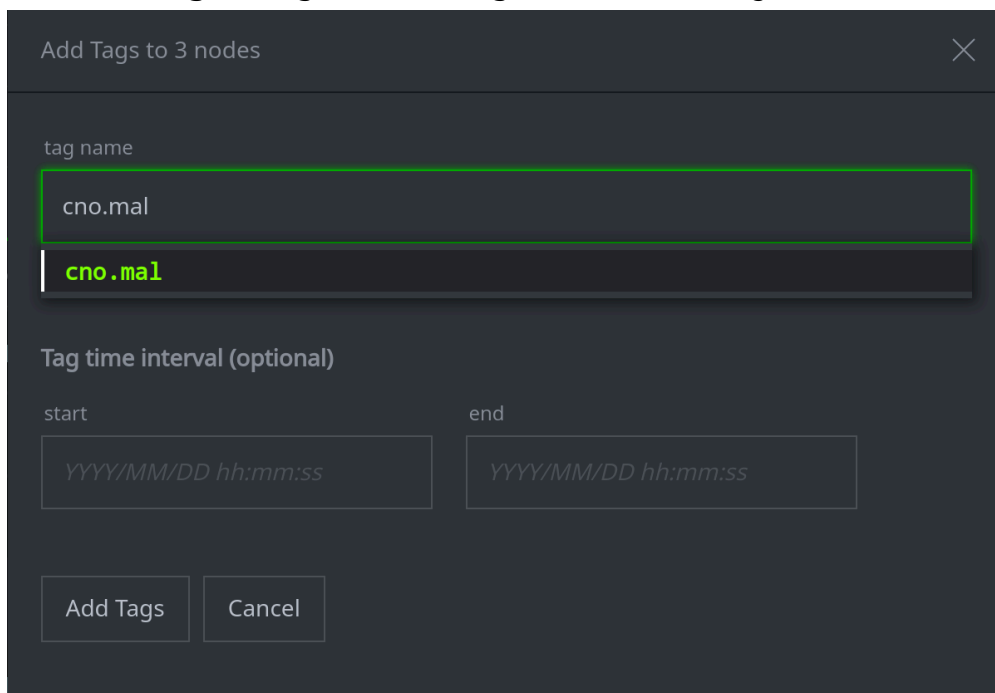 Add Tags to 3 nodes
tag name
cno.mal
cno.mal
Tag time interval (optional)
start end
YYYY/MM/DD hh:mm:ss YYYY/MM/DD hh:mm:ss
Add Tags Cancel